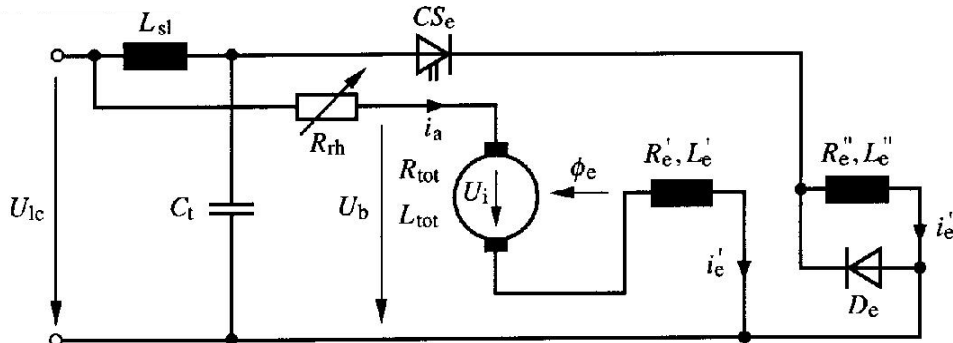 L_sl
CS_e
R_rh
i_a
R_tot
L_tot
U_i
ϕ_e
R_e', L_e'
R_e'', L_e''
U_lc
C_t
U_b
i_e'
i_e'
D_e